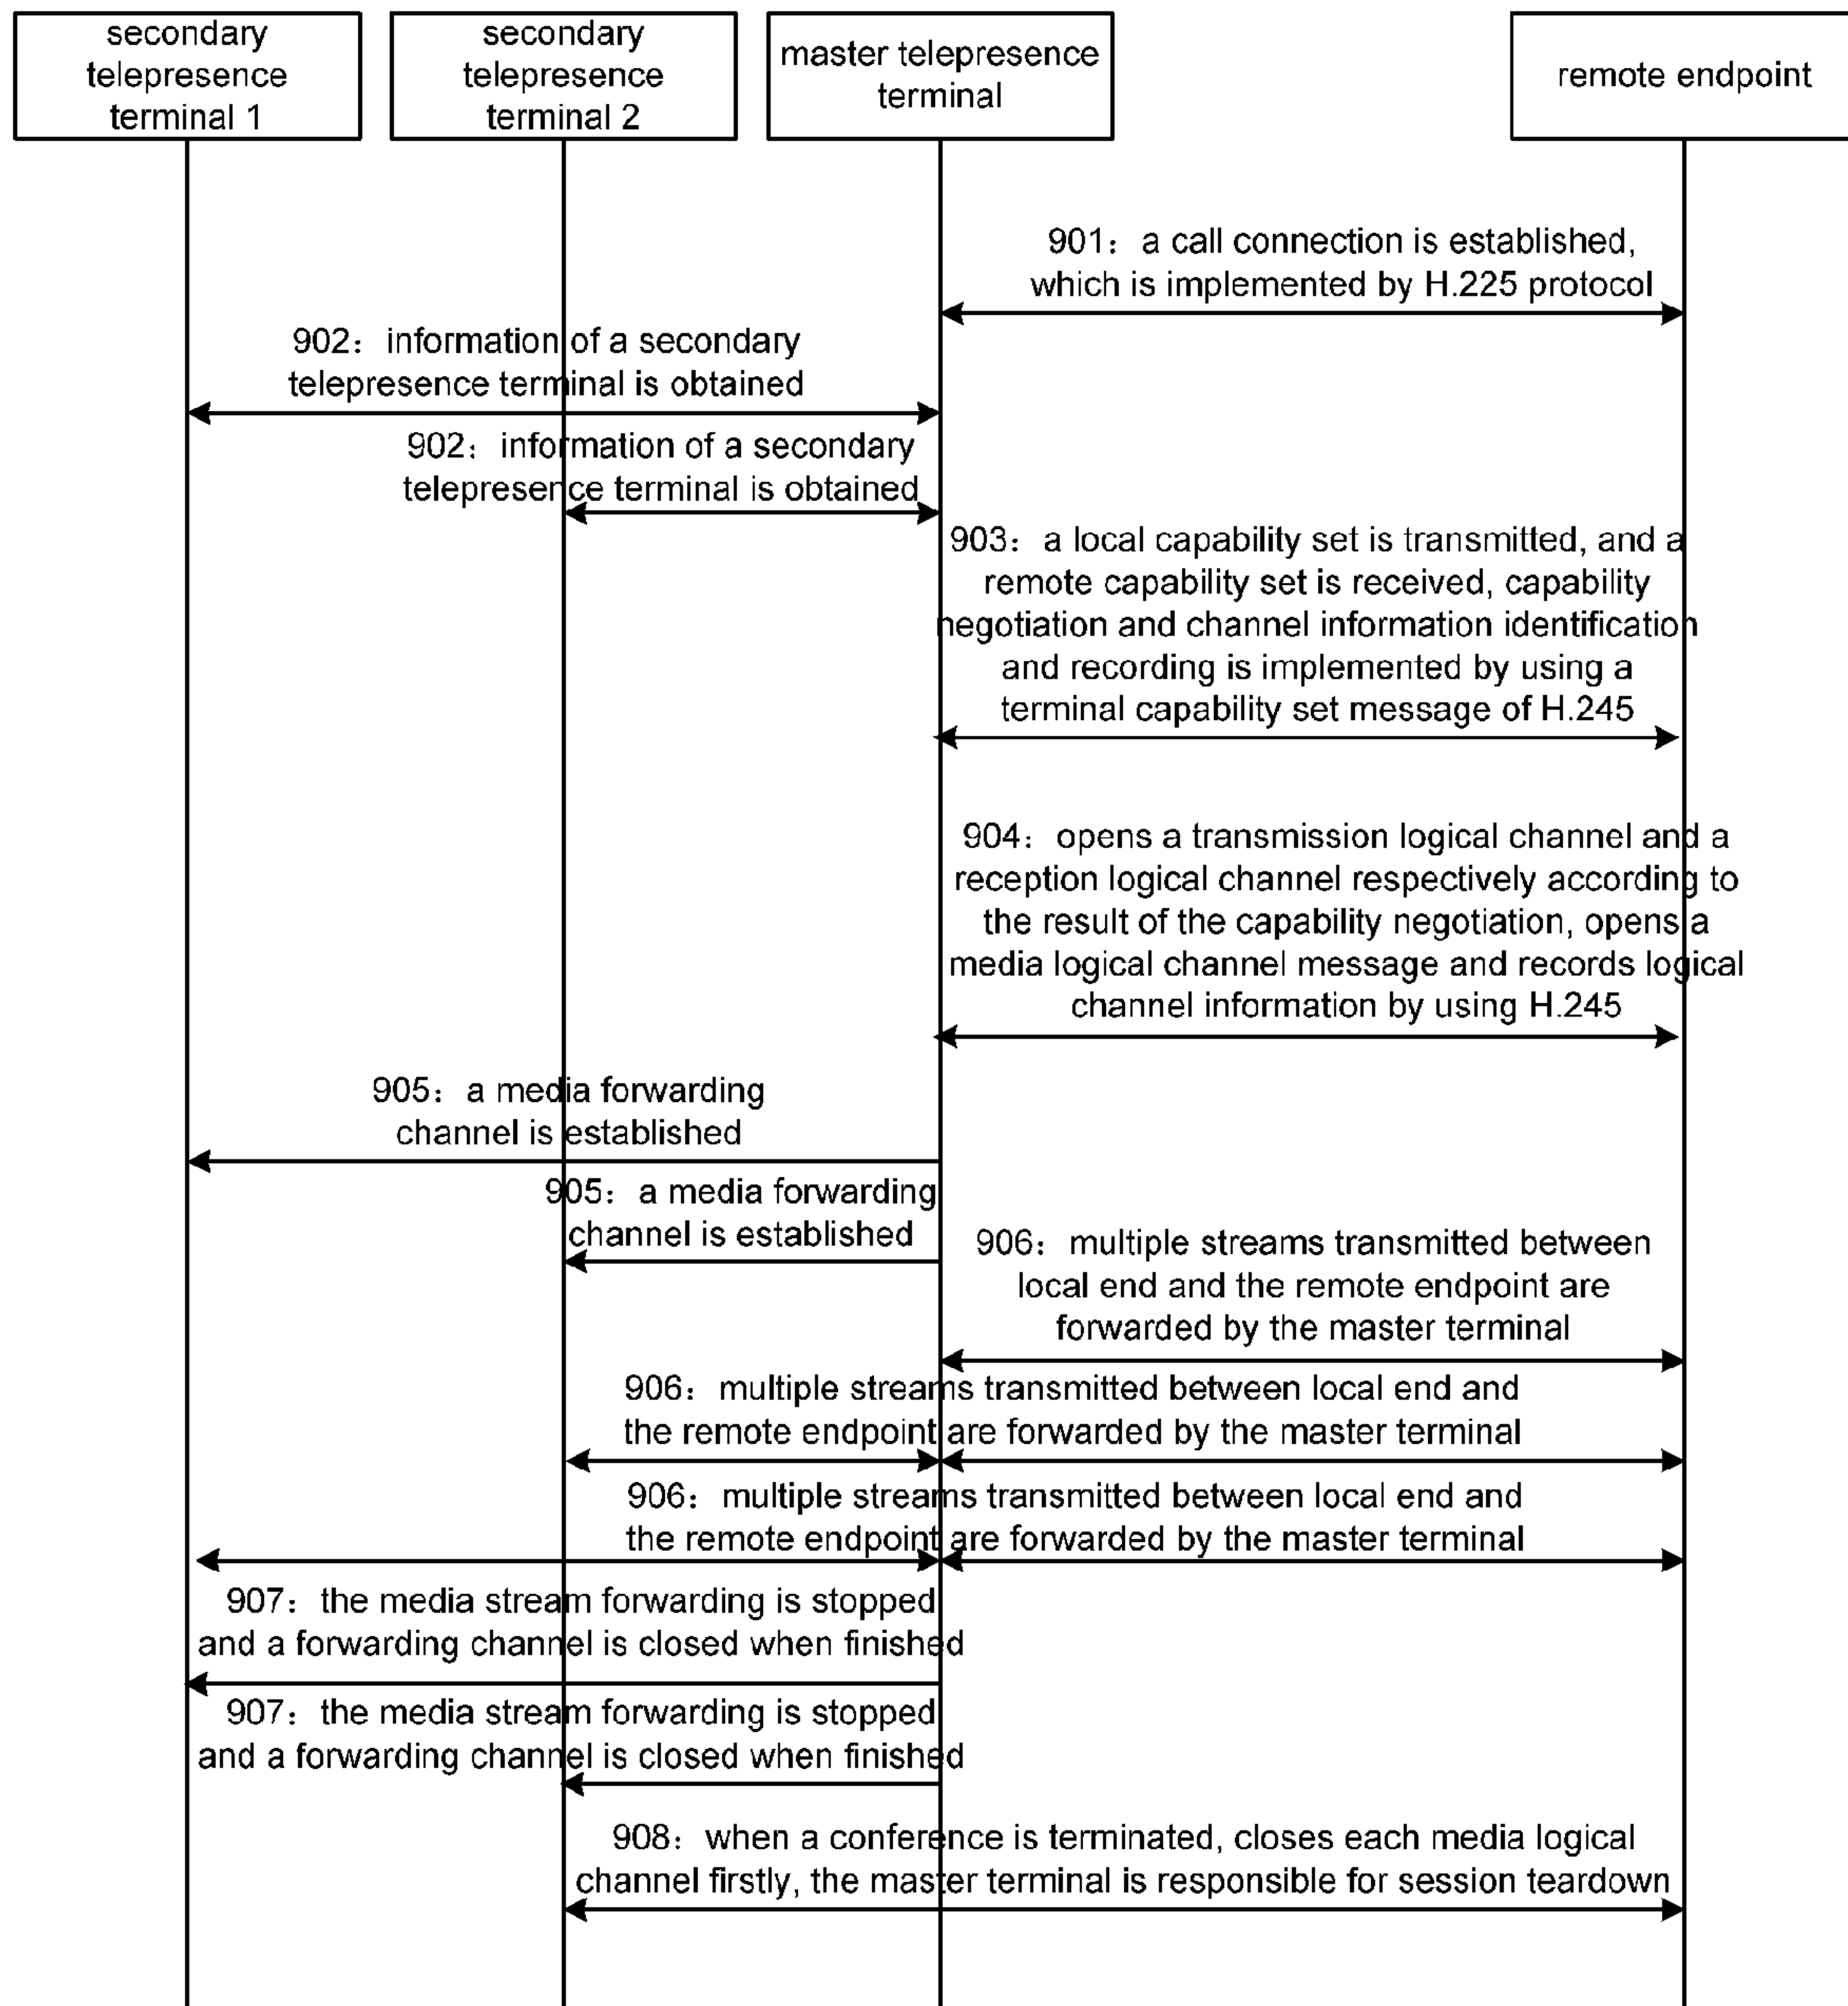 secondary
telepresence
terminal 1
secondary
telepresence
terminal 2
master telepresence
terminal
remote endpoint
901：a call connection is established,
which is implemented by H.225 protocol
902：information of a secondary
telepresence terminal is obtained
902：information of a secondary
telepresence terminal is obtained
903：a local capability set is transmitted, and a
remote capability set is received, capability
negotiation and channel information identification
and recording is implemented by using a
terminal capability set message of H.245
904：opens a transmission logical channel and a
reception logical channel respectively according to
the result of the capability negotiation, opens a
media logical channel message and records logical
channel information by using H.245
905：a media forwarding
channel is established
905：a media forwarding
channel is established
906：multiple streams transmitted between
local end and the remote endpoint are
forwarded by the master terminal
906：multiple streams transmitted between local end and
the remote endpoint are forwarded by the master terminal
906：multiple streams transmitted between local end and
the remote endpoint are forwarded by the master terminal
907：the media stream forwarding is stopped
and a forwarding channel is closed when finished
907：the media stream forwarding is stopped
and a forwarding channel is closed when finished
908：when a conference is terminated, closes each media logical
channel firstly, the master terminal is responsible for session teardown